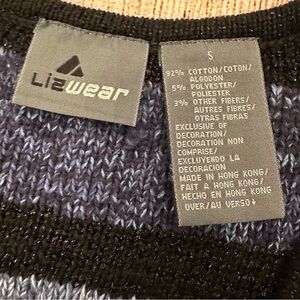 Lizwear
S
92% COTTON/COTON/
ALGODON
5% POLYESTER/
POLIESTER
3% OTHER FIBERS/
AUTRES FIBRES/
OTRAS FIBRAS
EXCLUSIVE OF
DECORATION/
DECORATION NON
COMPRISE/
EXCLUYENDO LA
DECORACION
MADE IN HONG KONG/
FAIT A HONG KONG/
HECHO EN HONG KONG
OVER/AU VERSO↓